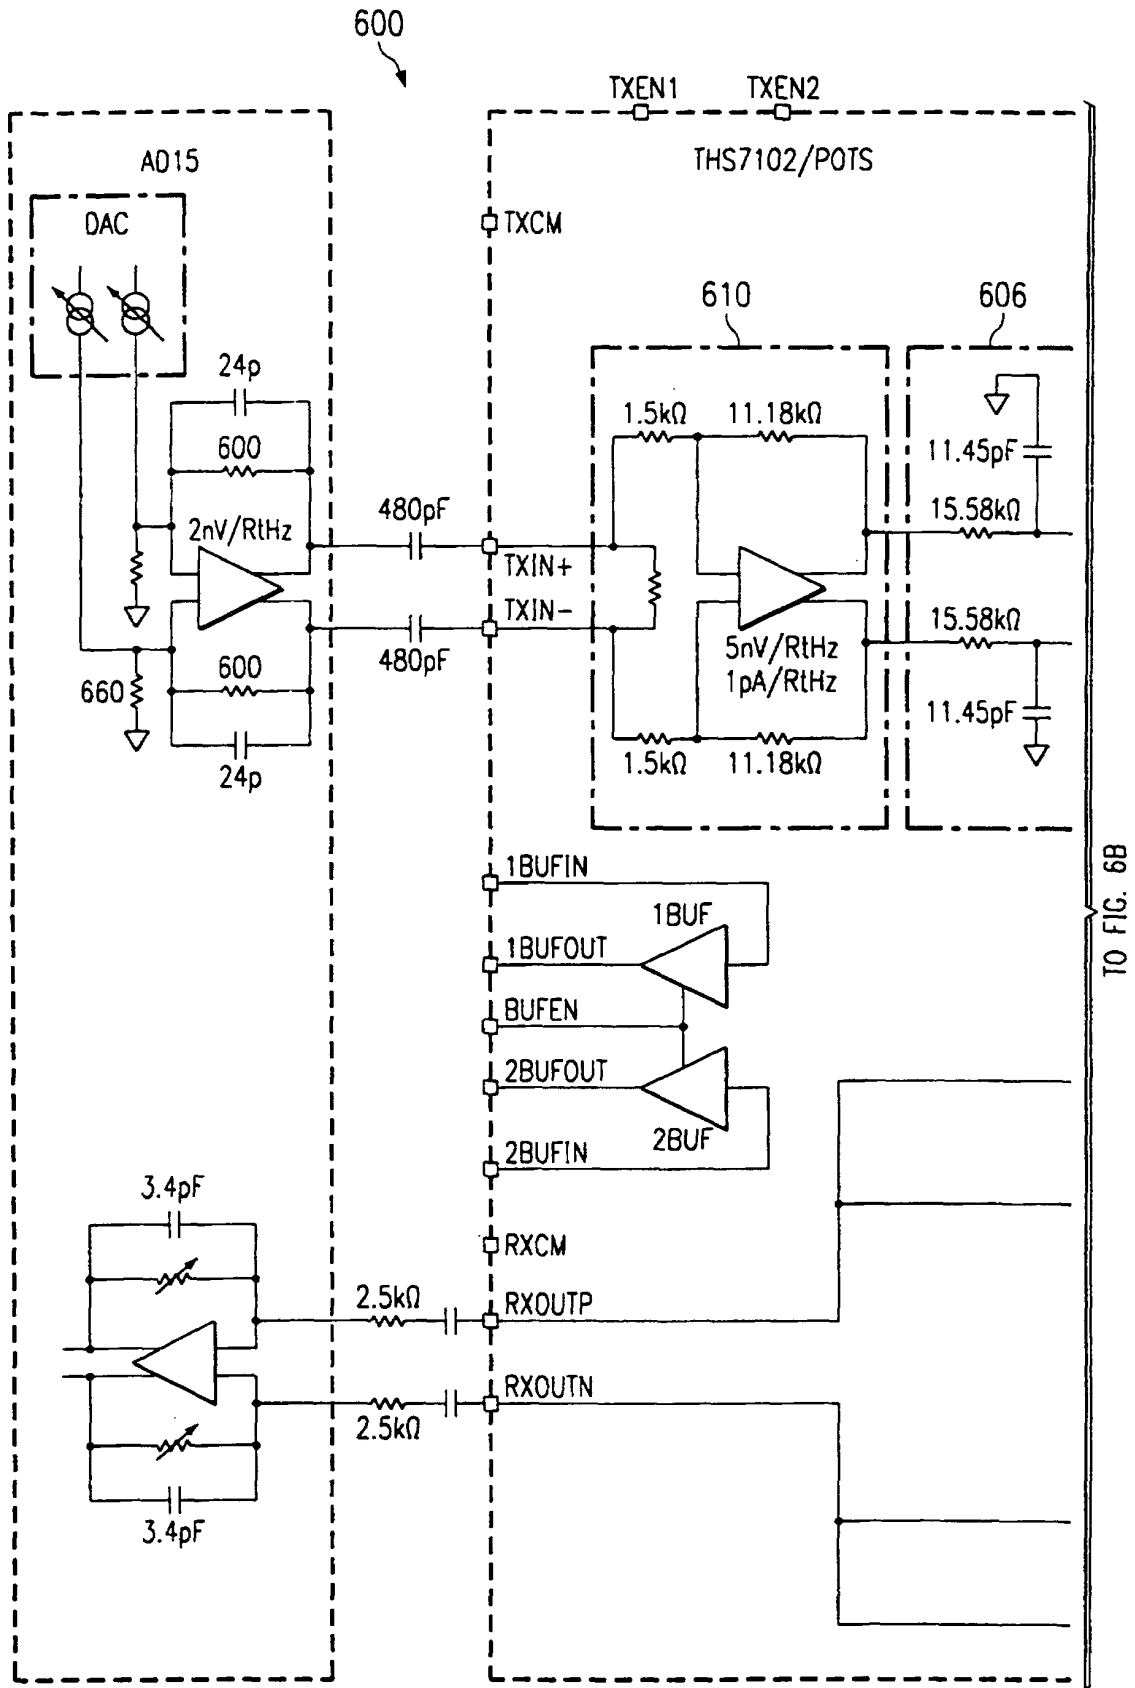 600
TXEN1
TXEN2
AD15
THS7102/POTS
DAC
TXCM
610
606
24p
1.5kΩ
11.18kΩ
11.45pF
600
480pF
15.58kΩ
2nV/RtHz
TXIN+
TXIN-
480pF
15.58kΩ
5nV/RtHz
1pA/RtHz
660
600
11.45pF
24p
1.5kΩ
11.18kΩ
1BUFIN
1BUF
1BUFOUT
BUFEN
2BUFOUT
2BUF
2BUFIN
TO FIG. 6B
3.4pF
RXCM
2.5kΩ
RXOUTP
RXOUTN
2.5kΩ
3.4pF